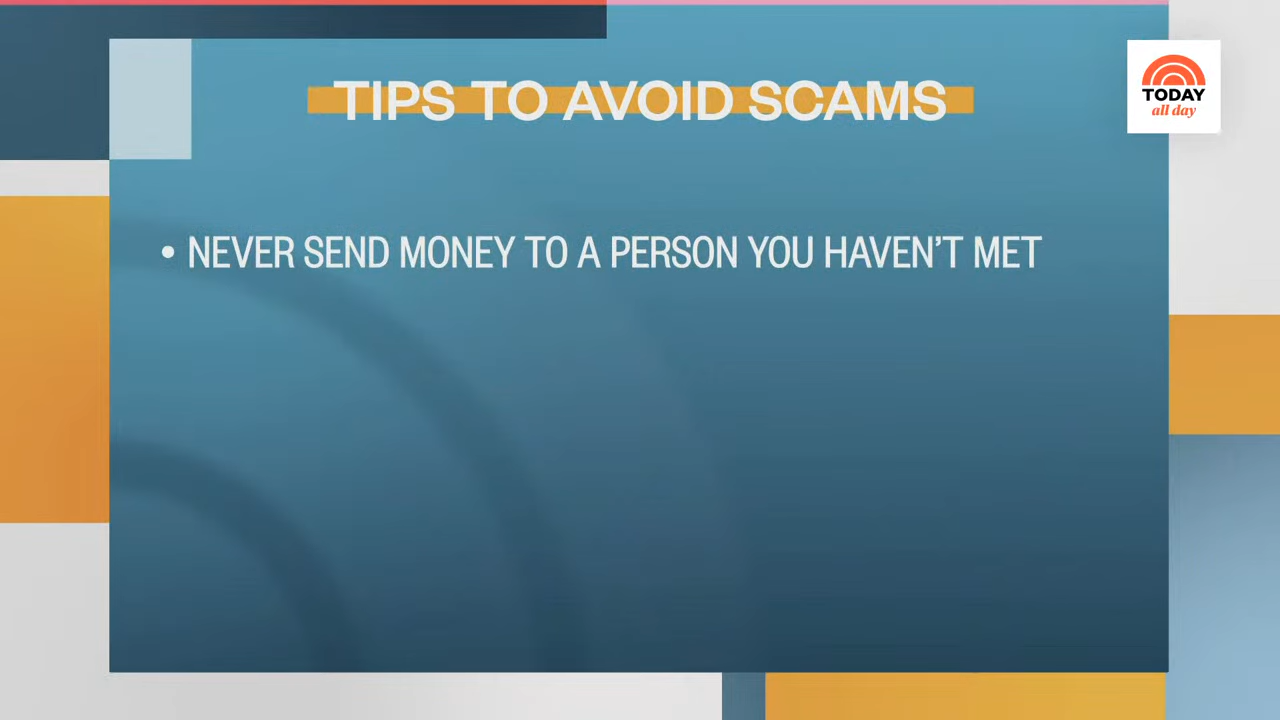 TIPS TO AVOID SCAMS
TODAY
all day
• NEVER SEND MONEY TO A PERSON YOU HAVEN’T MET